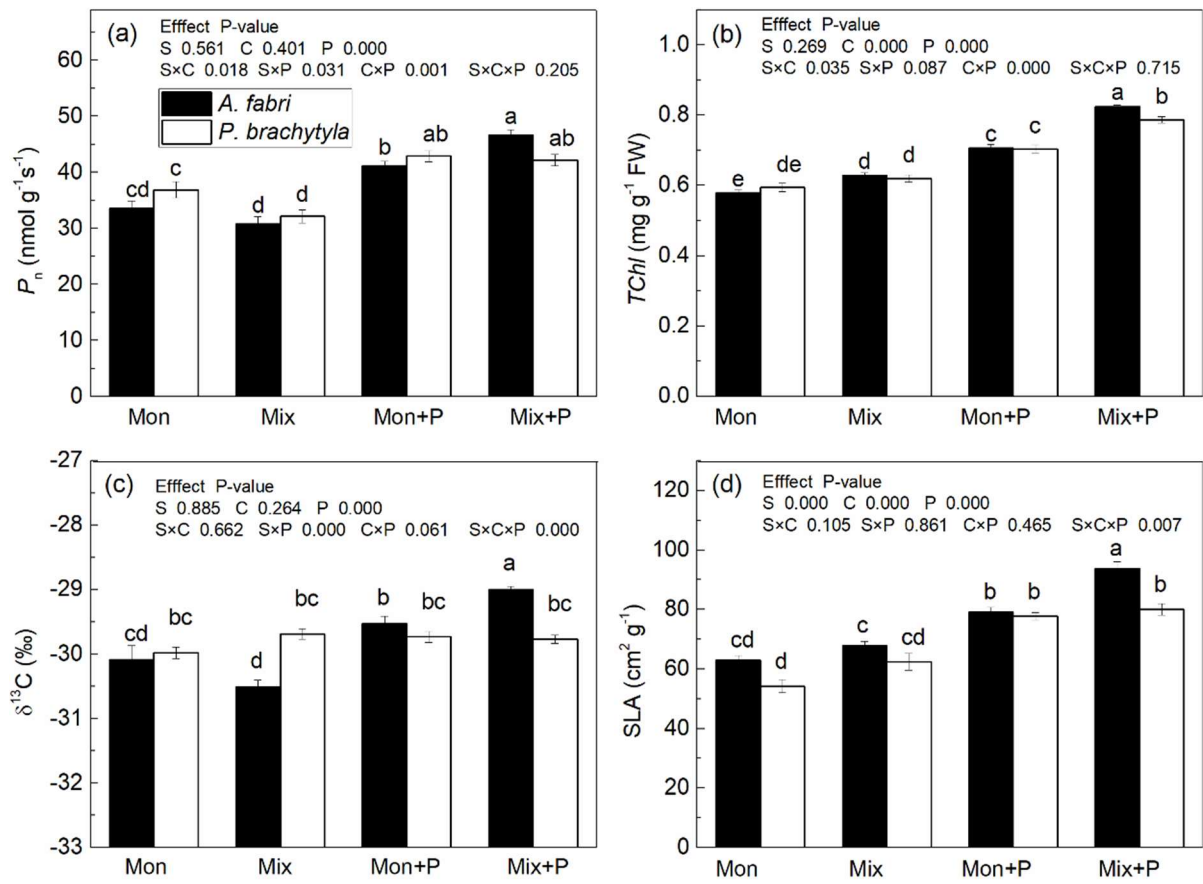 (a)
Efffect P-value
S 0.561 C 0.401 P 0.000
S×C 0.018 S×P 0.031 C×P 0.001 S×C×P 0.205
A. fabri
P. brachytyla
60
50
40
30
20
10
0
Pn (nmol g-1s-1)
cd
c
d
d
b
ab
a
ab
Mon
Mix
Mon+P
Mix+P
(b)
Efffect P-value
S 0.269 C 0.000 P 0.000
S×C 0.035 S×P 0.087 C×P 0.000 S×C×P 0.715
1.0
0.8
0.6
0.4
0.2
0.0
TChl (mg g-1 FW)
e
de
d
d
c
c
a
b
Mon
Mix
Mon+P
Mix+P
(c)
Efffect P-value
S 0.885 C 0.264 P 0.000
S×C 0.662 S×P 0.000 C×P 0.061 S×C×P 0.000
-27
-28
-29
-30
-31
-32
-33
δ13C (‰)
cd
bc
d
bc
b
bc
a
bc
Mon
Mix
Mon+P
Mix+P
(d)
Efffect P-value
S 0.000 C 0.000 P 0.000
S×C 0.105 S×P 0.861 C×P 0.465 S×C×P 0.007
120
100
80
60
40
20
0
SLA (cm2 g-1)
cd
d
c
cd
b
b
a
b
Mon
Mix
Mon+P
Mix+P